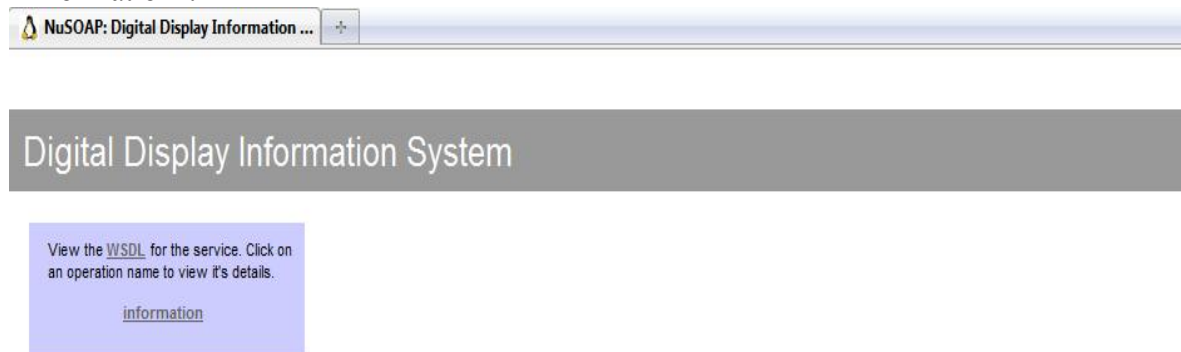 NuSOAP: Digital Display Information ...
Digital Display Information System
View the WSDL for the service. Click on
an operation name to view it's details.
information